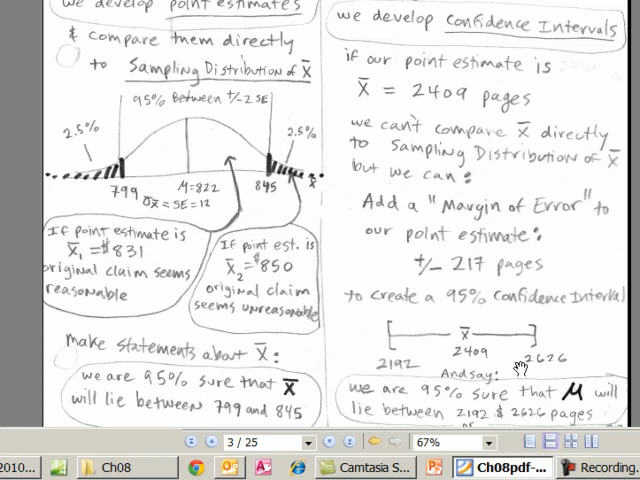 we develop point estimates
& compare them directly
to Sampling Distribution of X̄
95% Between +/- 2 SE
2.5%
2.5%
799
μ=822
845
X̄
σx̄ = SE = 12
If point estimate is
X̄1 = $831
original claim seems
reasonable
If point est. is
X̄2 = $850
original claim
seems unreasonable
make statements about X̄:
we are 95% sure that X̄
will lie between 799 and 845
we develop Confidence Intervals
if our point estimate is
X̄ = 2409 pages
we can't compare X̄ directly
to Sampling Distribution of X̄
but we can:
Add a "Margin of Error" to
our point estimate:
+/- 217 pages
to create a 95% Confidence Interval
X̄
2192
2409
2626
And say:
we are 95% sure that μ will
lie between 2192 & 2626 pages
3 / 25
67%
2010...
Ch08
Camtasia S...
Ch08pdf-...
Recording.